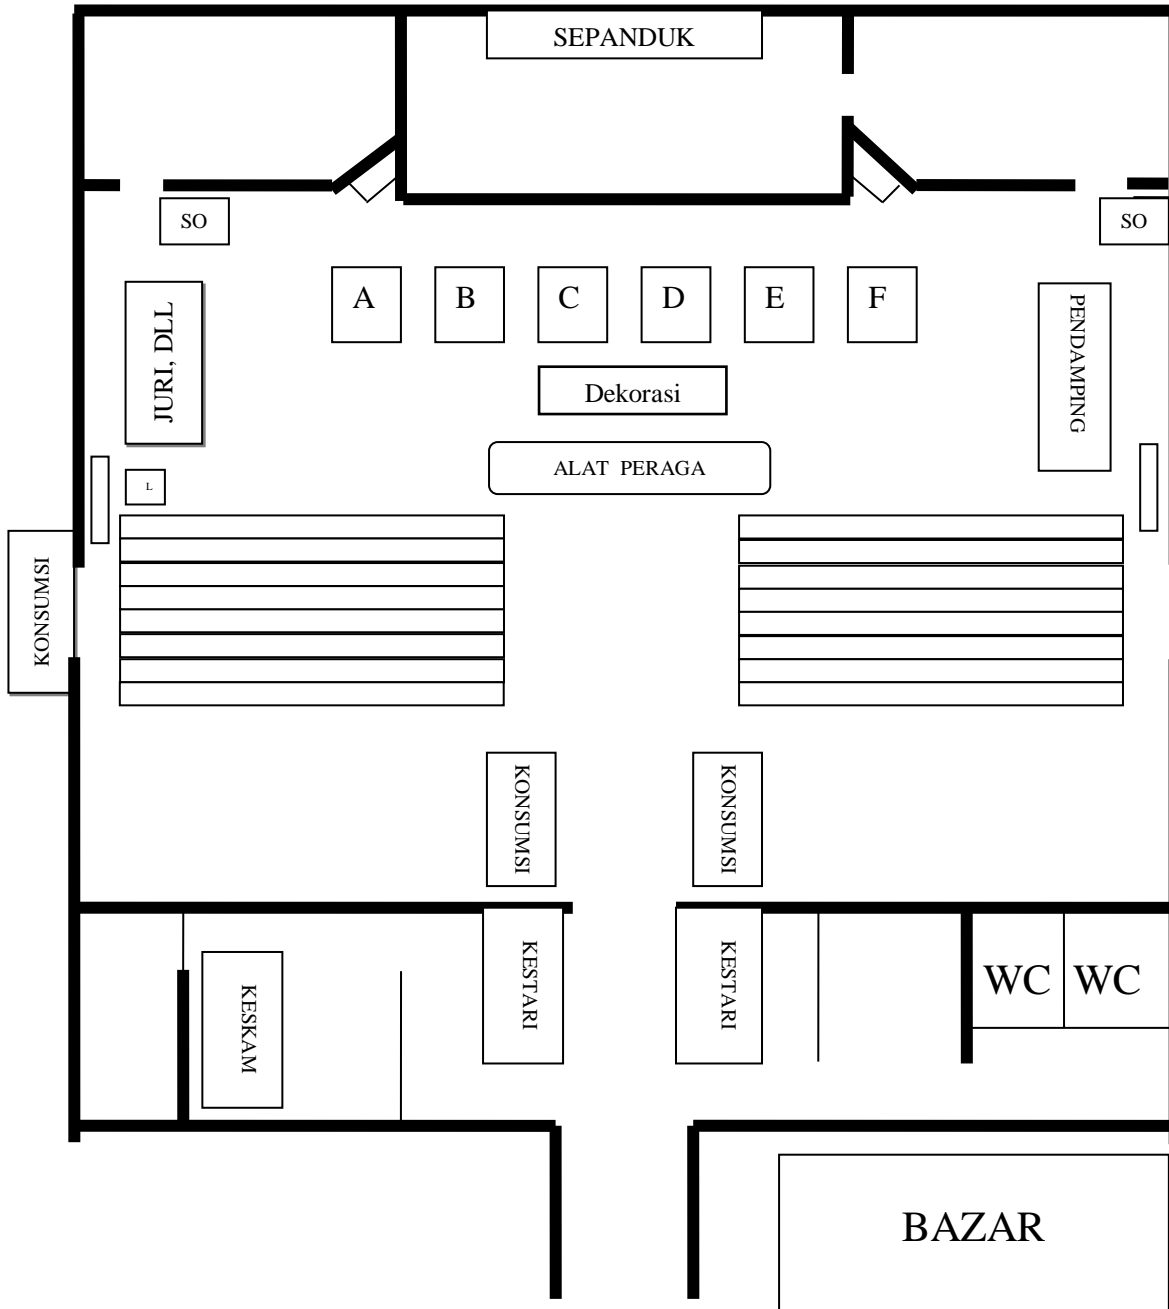 SEPANDUK
SO
SO
A
B
C
D
E
F
JURI, DLL
PENDAMPING
Dekorasi
ALAT PERAGA
L
KONSUMSI
KONSUMSI
KONSUMSI
KESTARI
KESTARI
KESKAM
WC
WC
BAZAR